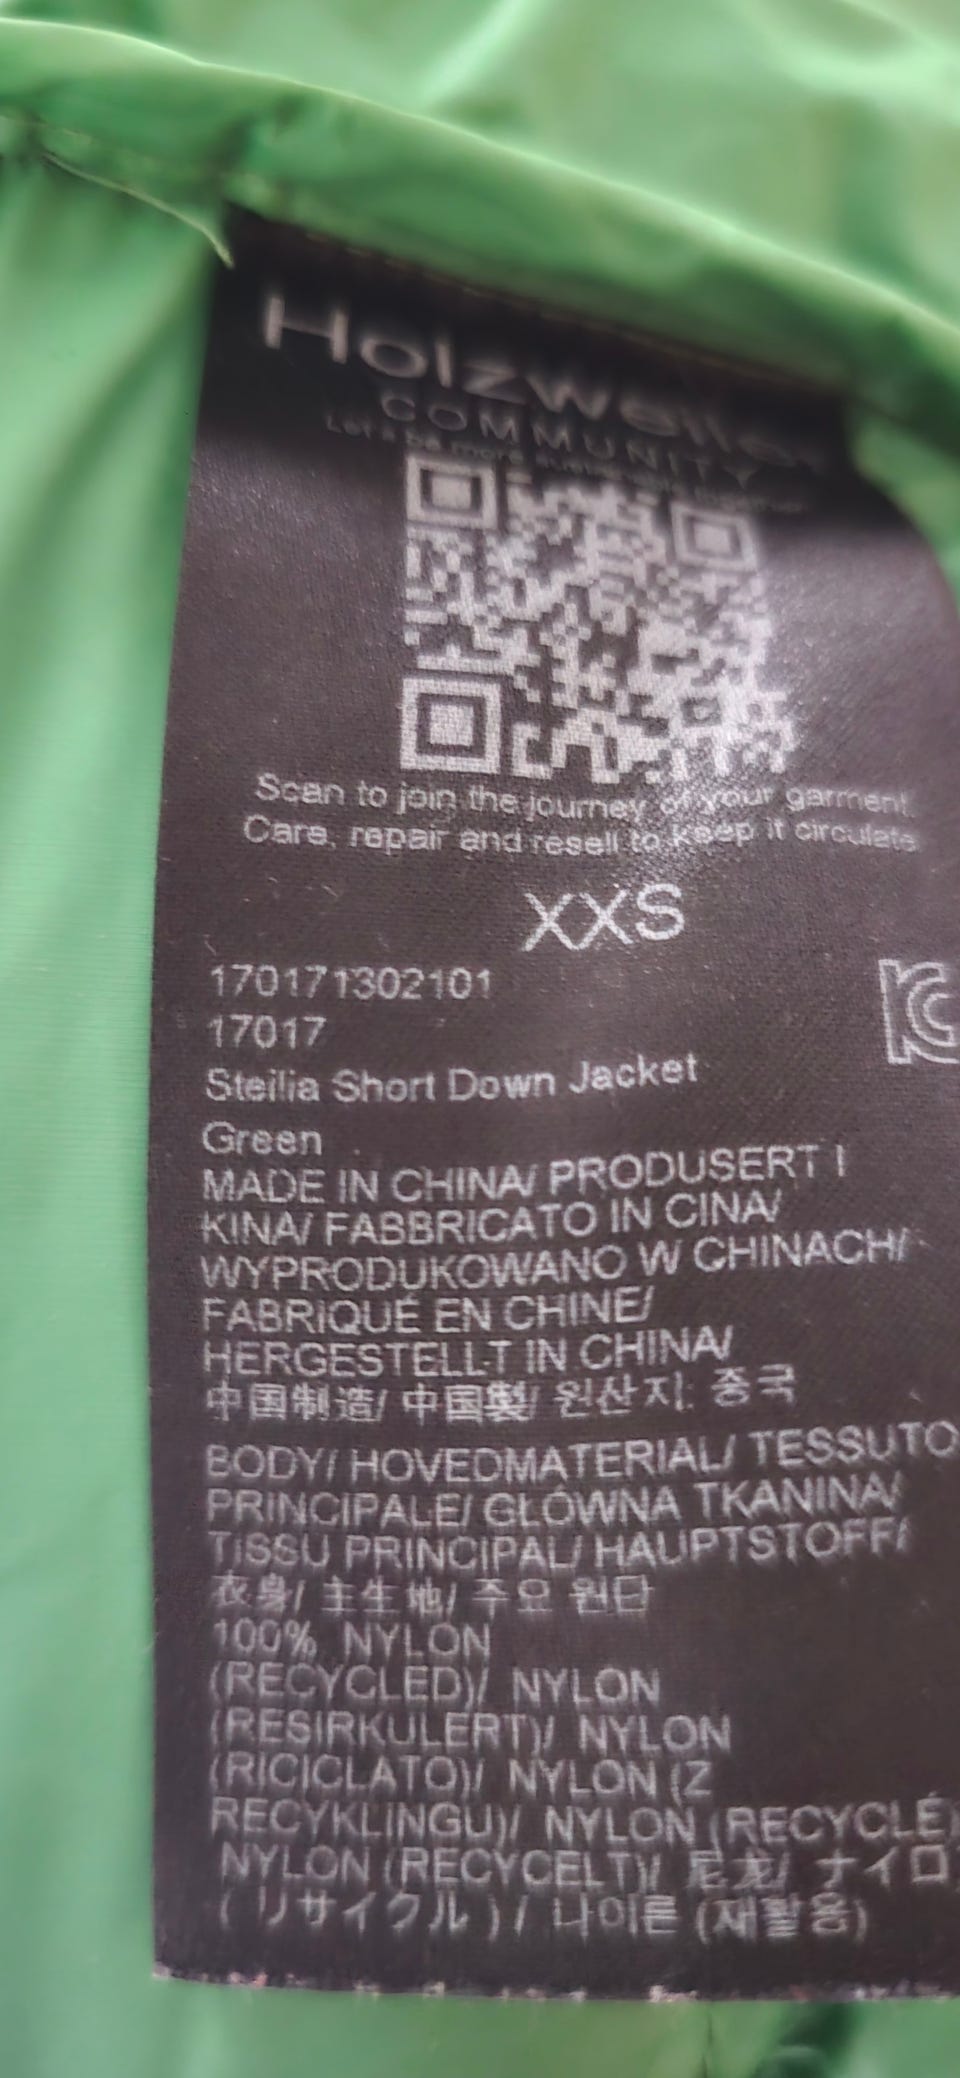 Holzweiler
COMMUNITY
Let's be more
Scan to join the journey of your garment.
Care, repair and resell to keep it circulate
XXS
170171302101
17017
Steilia Short Down Jacket
Green
MADE IN CHINA/ PRODUSERT I
KINA/ FABBRICATO IN CINA/
WYPRODUKOWANO W CHINACH/
FABRIQUÉ EN CHINE/
HERGESTELLT IN CHINA/
中国制造/ 中国製/ 원산지: 중국
BODY/ HOVEDMATERIAL/ TESSUTO
PRINCIPALE/ GŁÓWNA TKANINA/
TISSU PRINCIPAL/ HAUPTSTOFF/
衣身/ 主生地/ 주요 원단
100% NYLON
(RECYCLED)/ NYLON
(RESIRKULERT)/ NYLON
(RICICLATO)/ NYLON (Z
RECYKLINGU)/ NYLON (RECYCLÉ)
NYLON (RECYCELT)/ 尼龙/ ナイロ
(リサイクル)/ 나이론 (재활용)